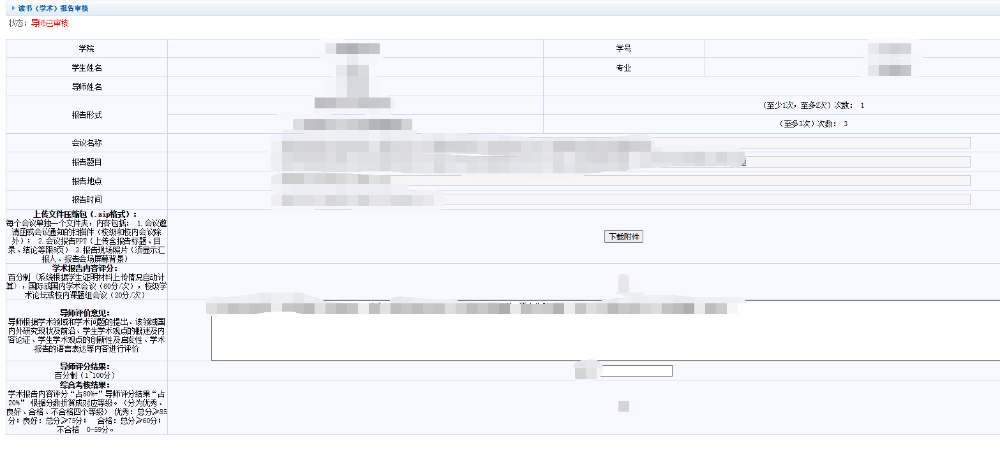 读书（学术）报告审核
状态：导师已审核
学院
学号
学生姓名
专业
导师姓名
报告形式
（至少1次，至多2次）次数： 1
（至多3次）次数： 3
会议名称
报告题目
题
报告地点
报告时间
上传文件压缩包（.zip格式）：
每个会议单独一个文件夹，内容包括： 1.会议邀
请函或会议通知的扫描件（校级和校内会议除
外）； 2.会议报告PPT（上传含报告标题、目
录、结论等限8页） 3.报告现场照片（须显示汇
报人、报告会场屏幕背景）
下载附件
学术报告内容评分：
百分制（系统根据学生证明材料上传情况自动计
算），国际或国内学术会议（60分/次），校级学
术论坛或校内课题组会议（20分/次）
导师评价意见：
导师根据学术领域和学术问题的提出、该领域国
内外研究现状及前沿、学生学术观点的概述及内
容论证、学生学术观点的创新性及启发性、学术
报告的语言表达等内容进行评价
导师评分结果：
百分制（1~100分）
综合考核结果：
学术报告内容评分“占80%+”导师评分结果“占
20%” 根据分数折算成对应等级。（分为优秀、
良好、合格、不合格四个等级） 优秀：总分≥85
分；良好：总分≥75分； 合格：总分≥60分；
不合格 0-59分。